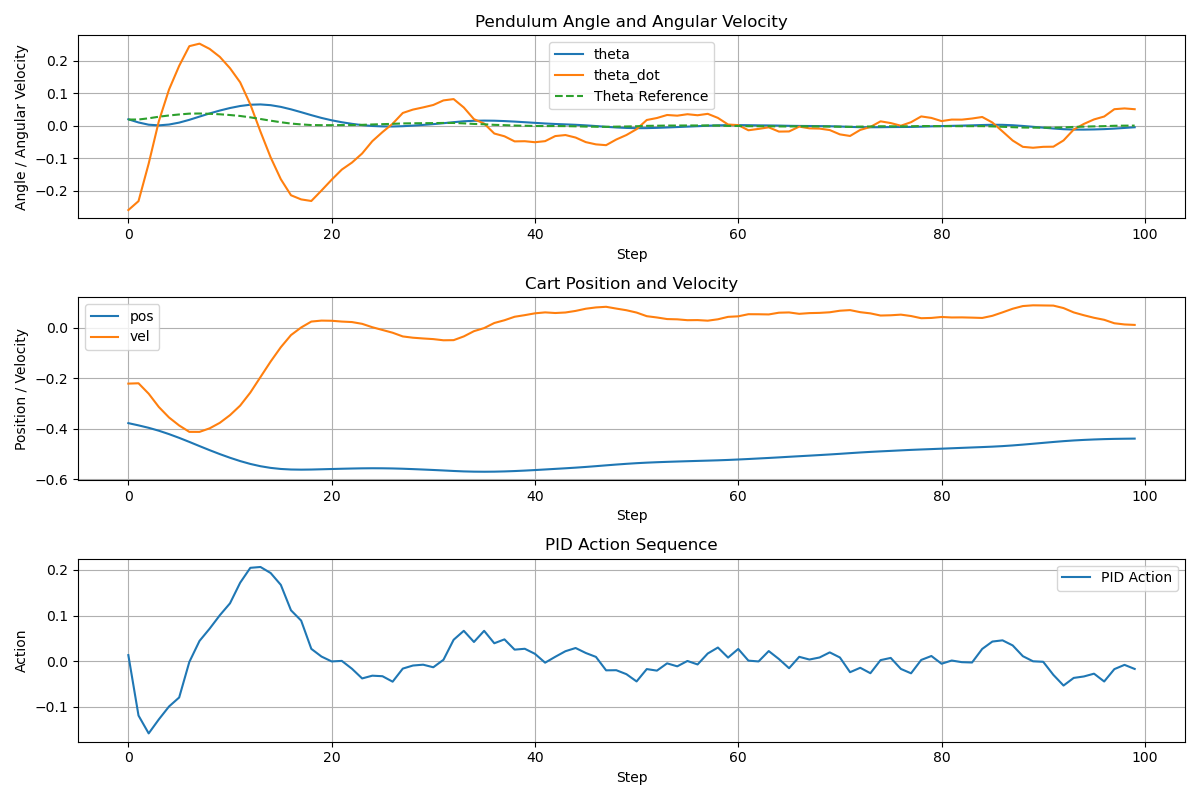 Pendulum Angle and Angular Velocity
Angle / Angular Velocity
0.2
0.1
0.0
−0.1
−0.2
theta
theta_dot
Theta Reference
0 20 40 60 80 100
Step
Cart Position and Velocity
Position / Velocity
0.0
−0.2
−0.4
−0.6
pos
vel
0 20 40 60 80 100
Step
PID Action Sequence
Action
0.2
0.1
0.0
−0.1
PID Action
0 20 40 60 80 100
Step